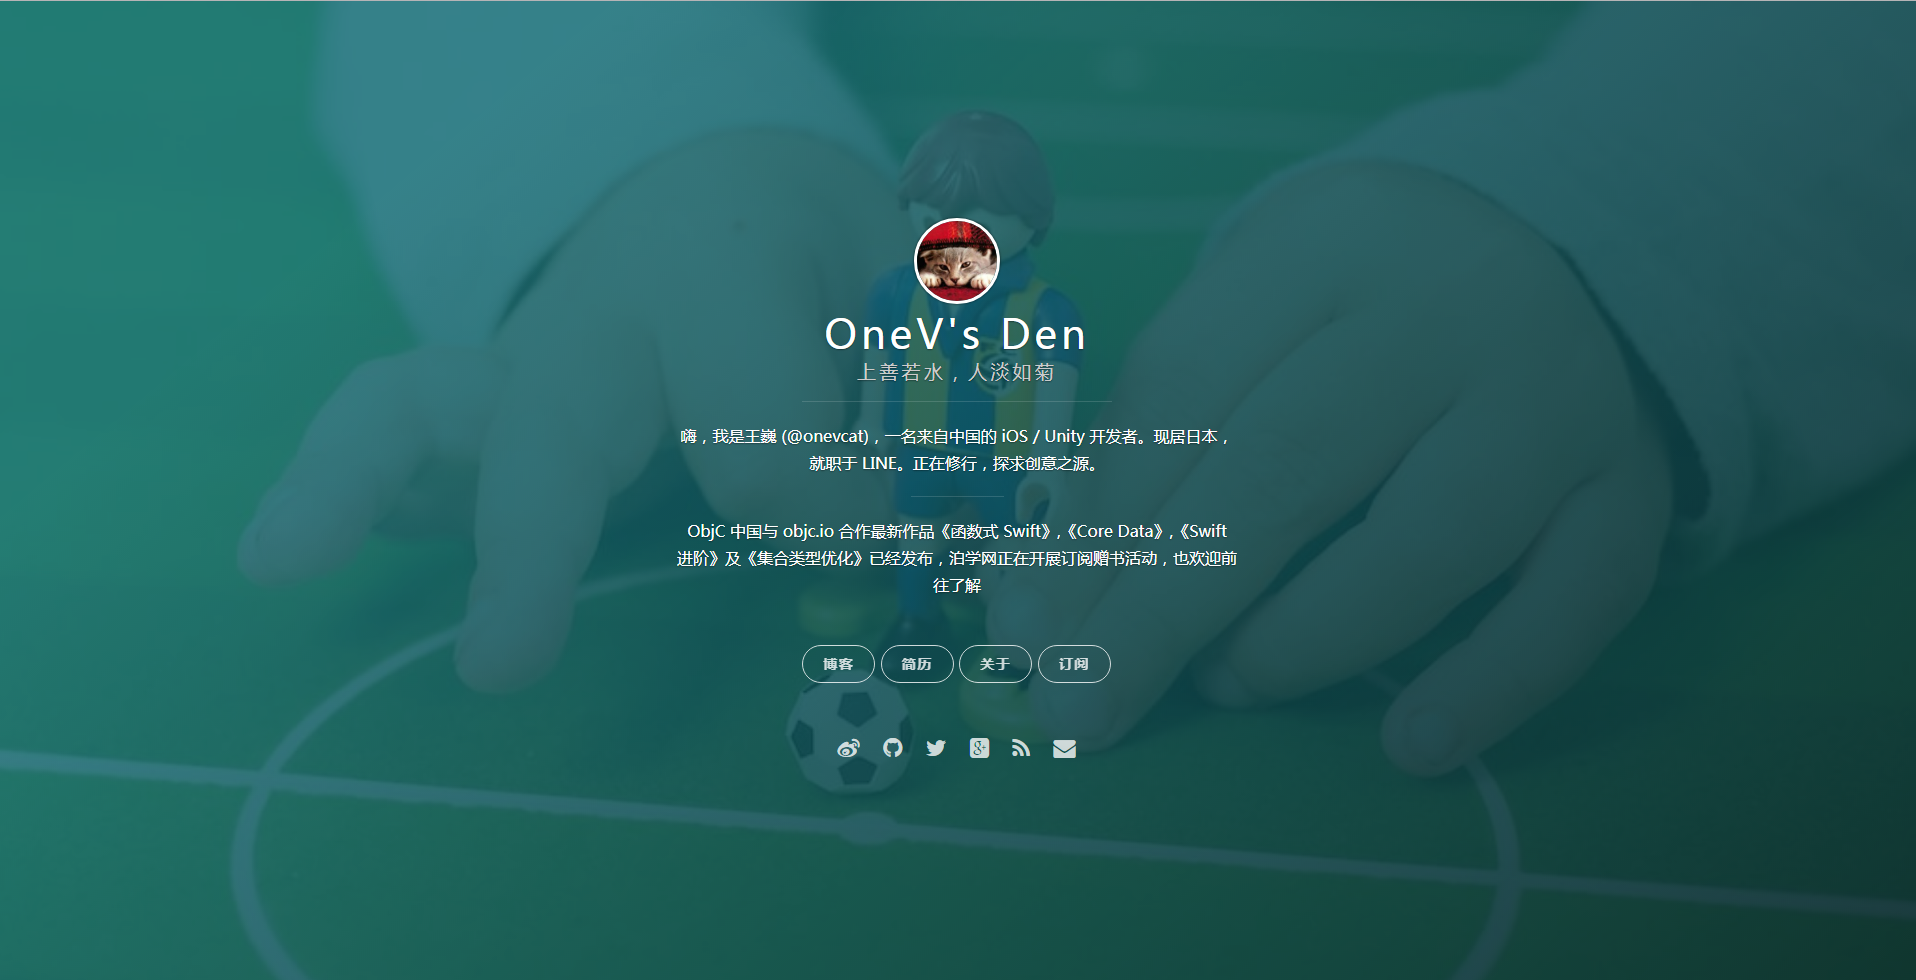 OneV's Den
上善若水，人淡如菊
嗨，我是王巍 (@onevcat)，一名来自中国的 iOS / Unity 开发者。现居日本，
就职于 LINE。正在修行，探求创意之源。
ObjC 中国与 objc.io 合作最新作品《函数式 Swift》,《Core Data》,《Swift
进阶》及《集合类型优化》已经发布，泊学网正在开展订阅赠书活动，也欢迎前
往了解
博客 简历 关于 订阅